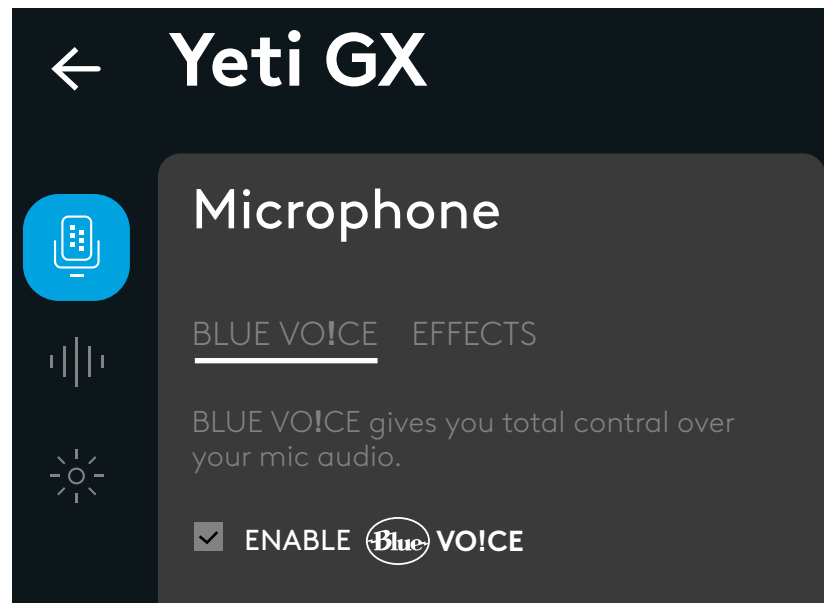 Yeti GX
Microphone
BLUE VO!CE EFFECTS
BLUE VO!CE gives you total contral over
your mic audio.
ENABLE Blue VO!CE